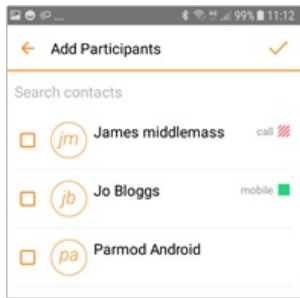 99% 11:12
Add Participants
Search contacts
jm James middlemass call
jb Jo Bloggs mobile
pa Parmod Android